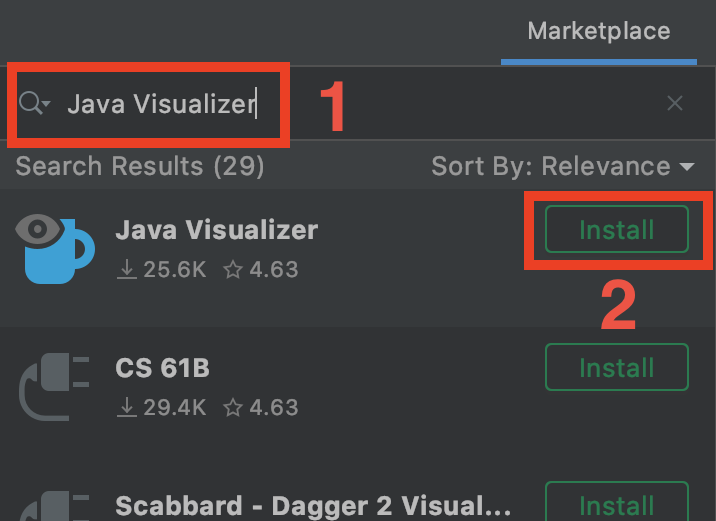 Marketplace
Java Visualizer
1
Search Results (29)
Sort By: Relevance
Java Visualizer
Install
25.6K
4.63
2
CS 61B
Install
29.4K
4.63
Scabbard - Dagger 2 Visual...
Install